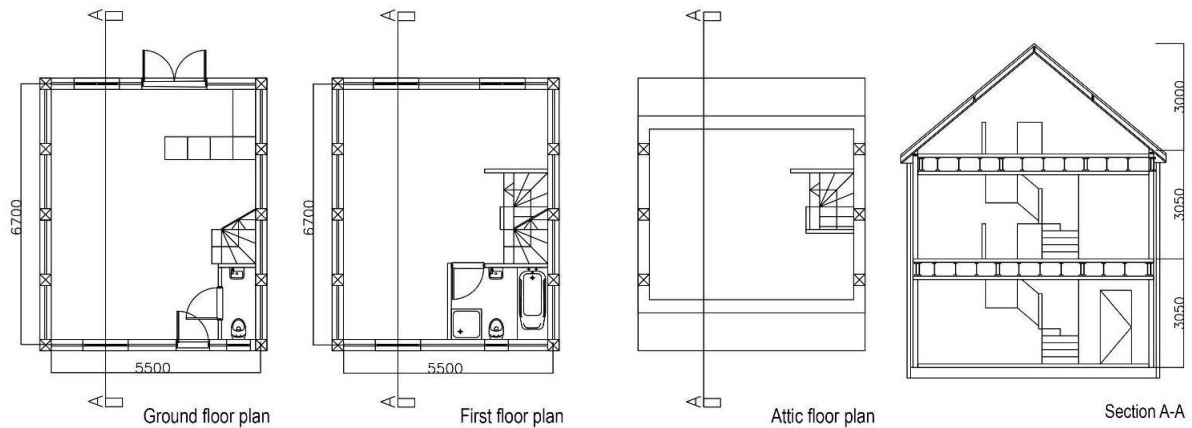 A A A
6700
5500
A
Ground floor plan
6700
5500
A
First floor plan
A
Attic floor plan
3000
3050
3050
Section A-A